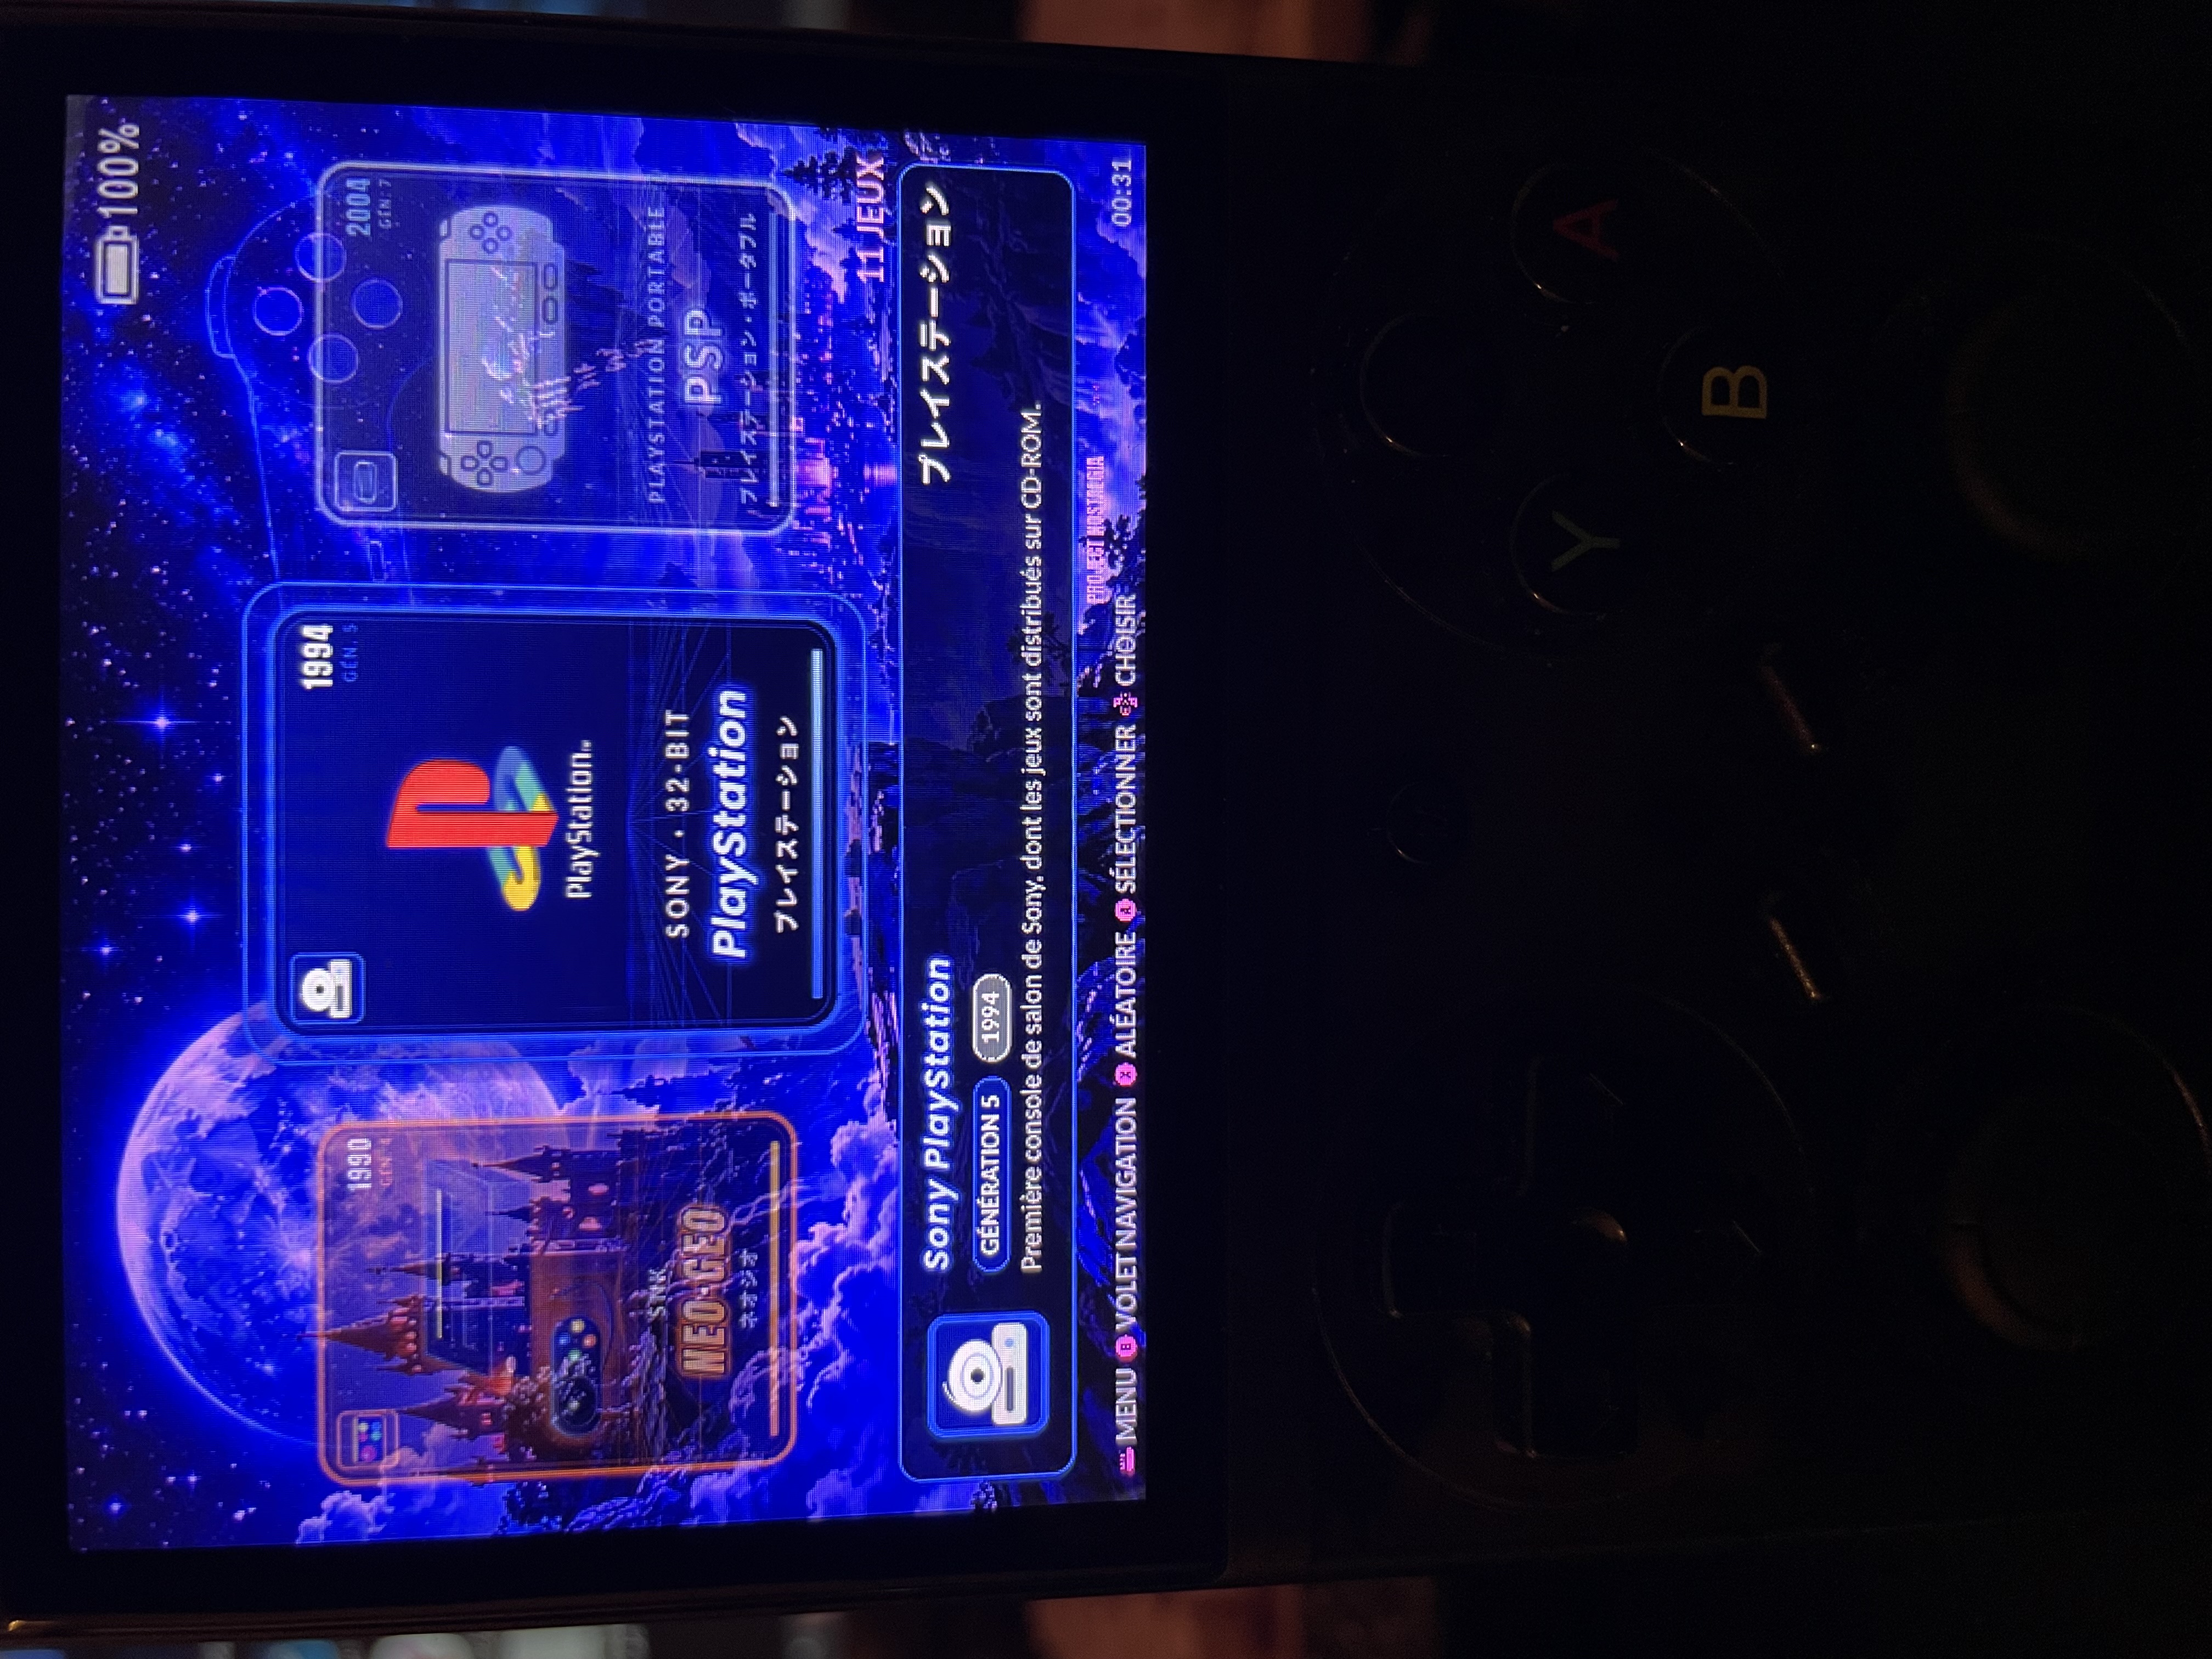 100%
1990
GÉN. 4
SNK
NEO·GEO
ネオジオ
1994
GÉN. 5
PlayStation™
SONY • 32-BIT
PlayStation
プレイステーション
2004
GÉN. 7
PLAYSTATION PORTABLE
PSP
プレイステーション・ポータブル
11 JEUX
Sony PlayStation
プレイステーション
GÉNÉRATION 5
1994
Première console de salon de Sony, dont les jeux sont distribués sur CD-ROM.
PROJECT NOSTALGIA
MENU B VOLET NAVIGATION X ALÉATOIRE A SÉLECTIONNER CHOISIR
00:31
Y
A
B